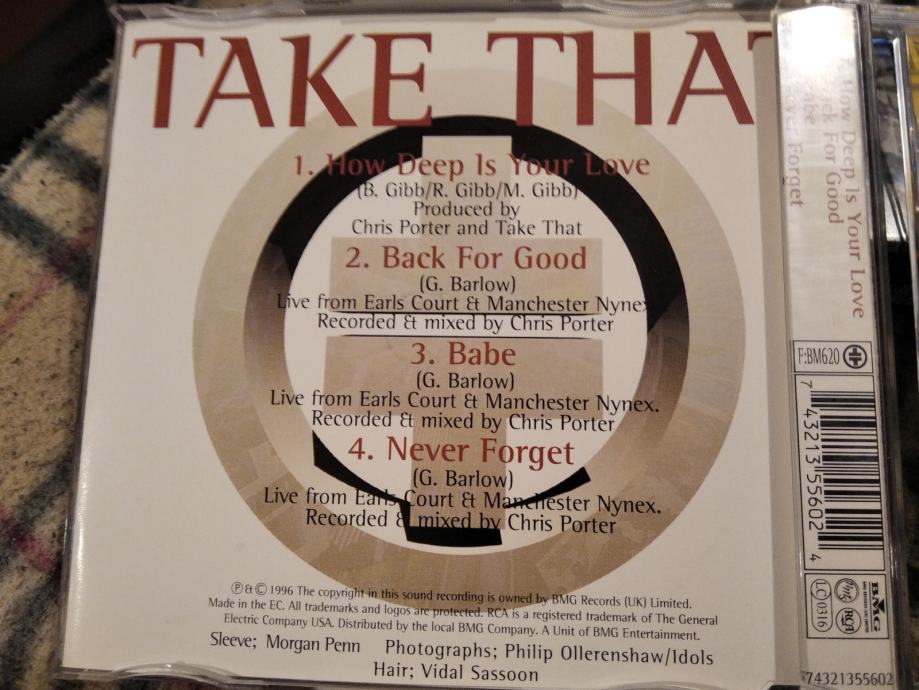 TAKE THAT
1. How Deep Is Your Love
(B. Gibb/R. Gibb/M. Gibb)
Produced by
Chris Porter and Take That
2. Back For Good
(G. Barlow)
Live from Earls Court & Manchester Nynex
Recorded & mixed by Chris Porter
3. Babe
(G. Barlow)
Live from Earls Court & Manchester Nynex.
Recorded & mixed by Chris Porter
4. Never Forget
(G. Barlow)
Live from Earls Court & Manchester Nynex.
Recorded & mixed by Chris Porter
℗ & © 1996 The copyright in this sound recording is owned by BMG Records (UK) Limited.
Made in the EC. All trademarks and logos are protected. RCA is a registered trademark of The General
Electric Company USA. Distributed by the local BMG Company. A Unit of BMG Entertainment.
Sleeve; Morgan Penn Photographs; Philip Ollerenshaw/Idols
Hair; Vidal Sassoon
How Deep Is Your Love
Back For Good
Never Forget
F:BM620
7 43213 55602 4
LC 0316
RCA
BMG
74321355602